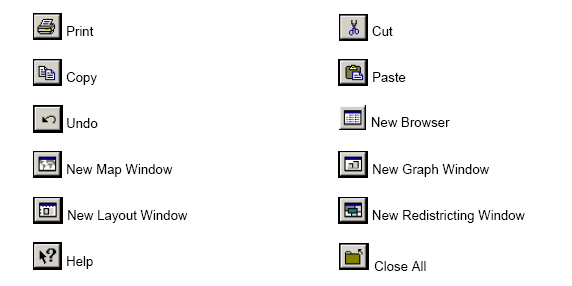 Print
Cut
Copy
Paste
Undo
New Browser
New Map Window
New Graph Window
New Layout Window
New Redistricting Window
Help
Close All